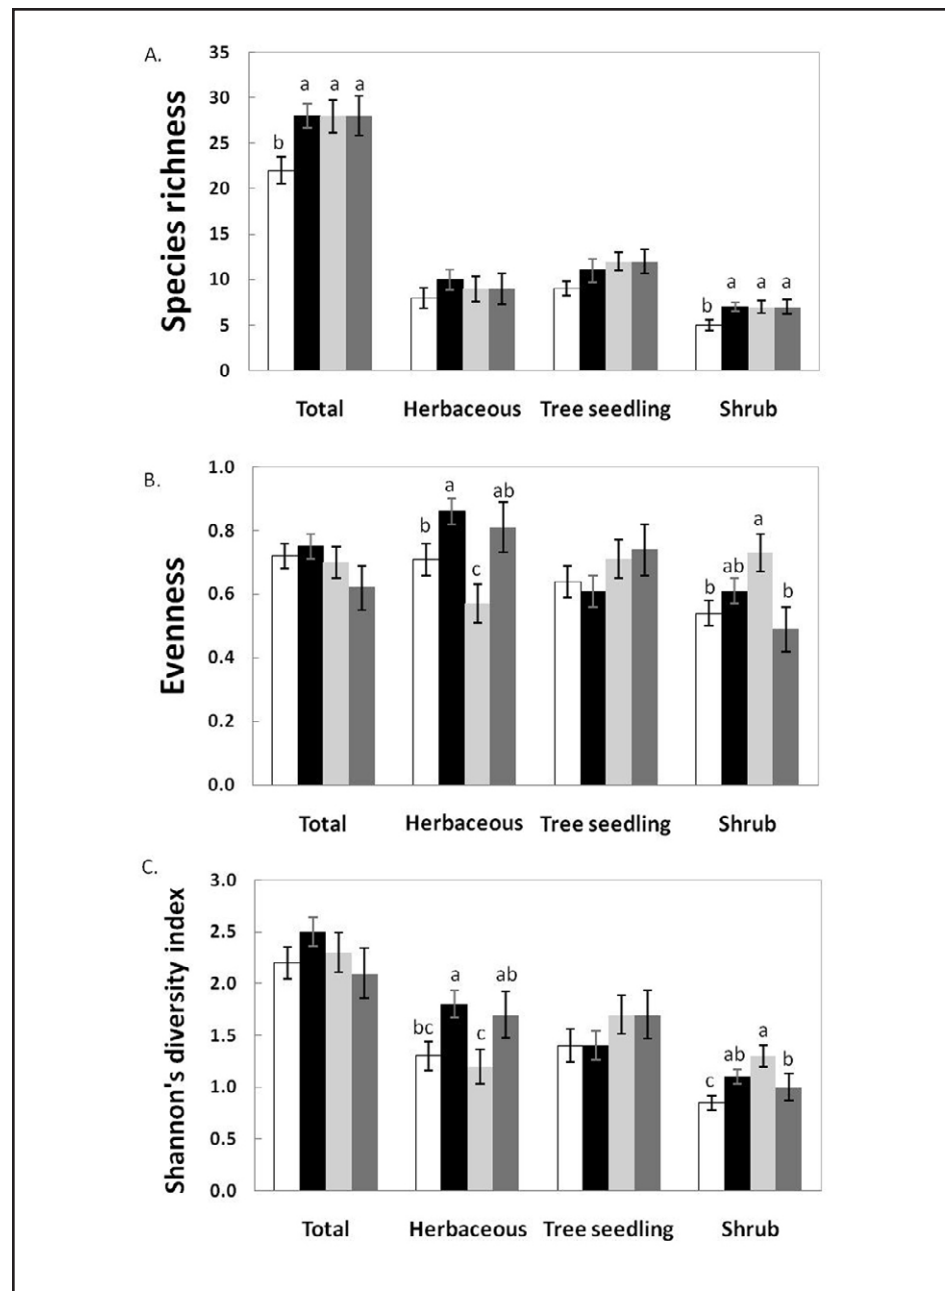 A.
Species richness
35
30
25
20
15
10
5
0
b a a a
b a a a
Total Herbaceous Tree seedling Shrub
B.
Evenness
1.0
0.8
0.6
0.4
0.2
0.0
b a c ab
b ab a b
Total Herbaceous Tree seedling Shrub
C.
Shannon's diversity index
3.0
2.5
2.0
1.5
1.0
0.5
0.0
bc a c ab
c ab a b
Total Herbaceous Tree seedling Shrub